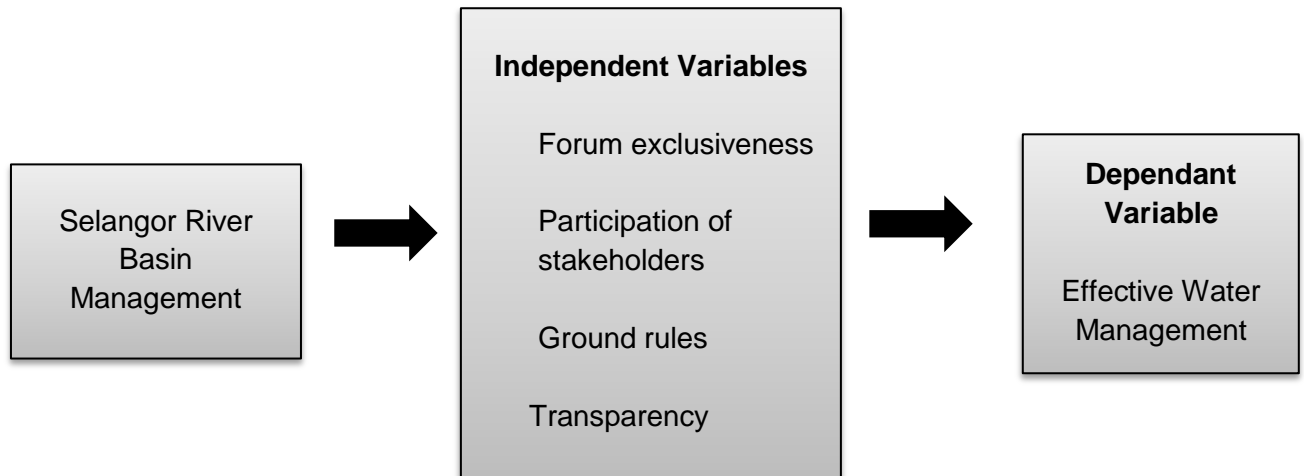 Selangor River
Basin
Management
Independent Variables
Forum exclusiveness
Participation of
stakeholders
Ground rules
Transparency
Dependant
Variable
Effective Water
Management